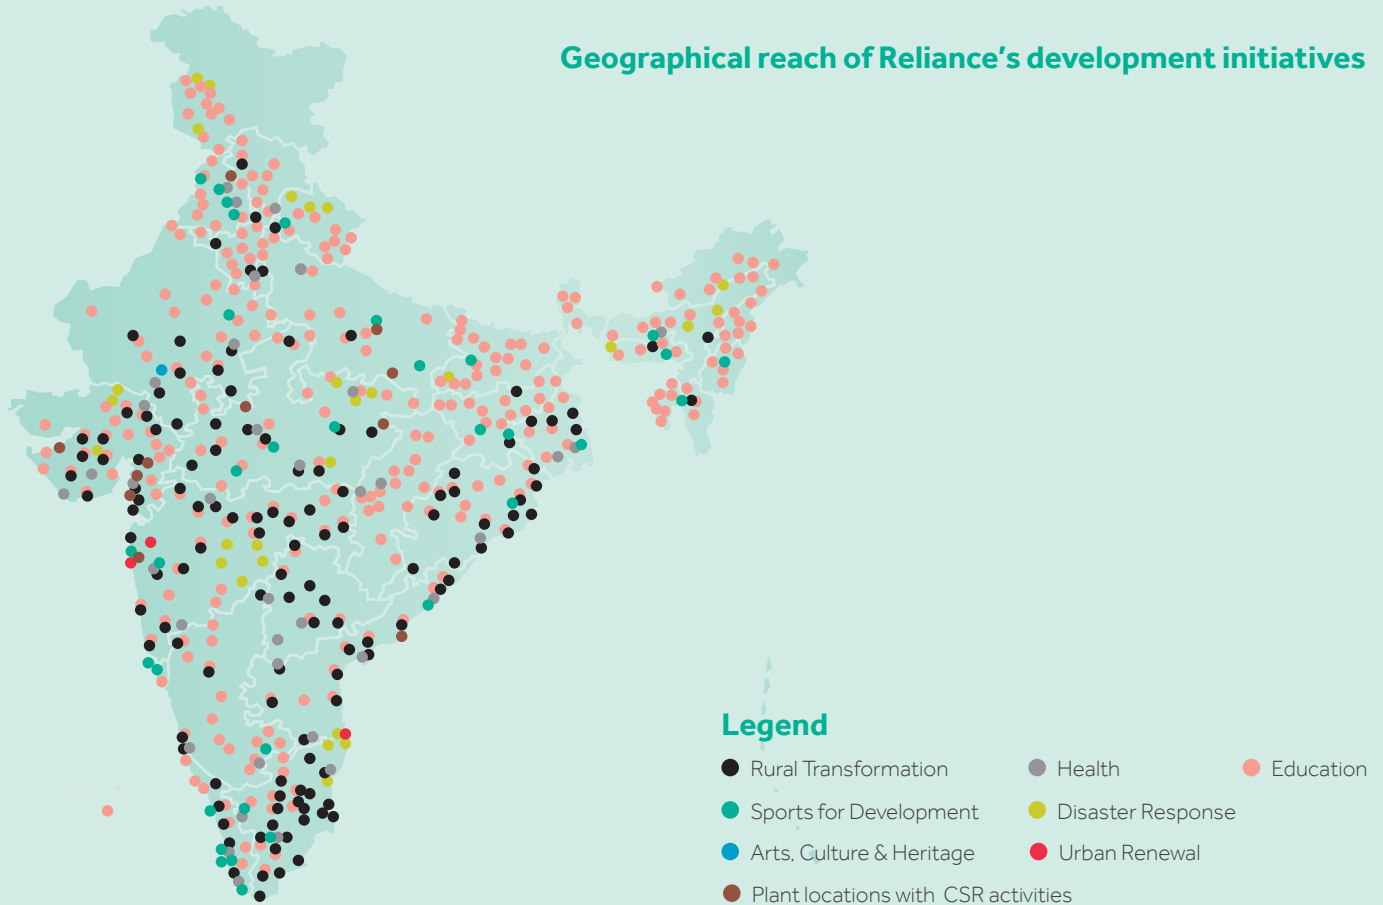 Geographical reach of Reliance's development initiatives
Legend
Rural Transformation
Health
Education
Sports for Development
Disaster Response
Arts, Culture & Heritage
Urban Renewal
Plant locations with CSR activities